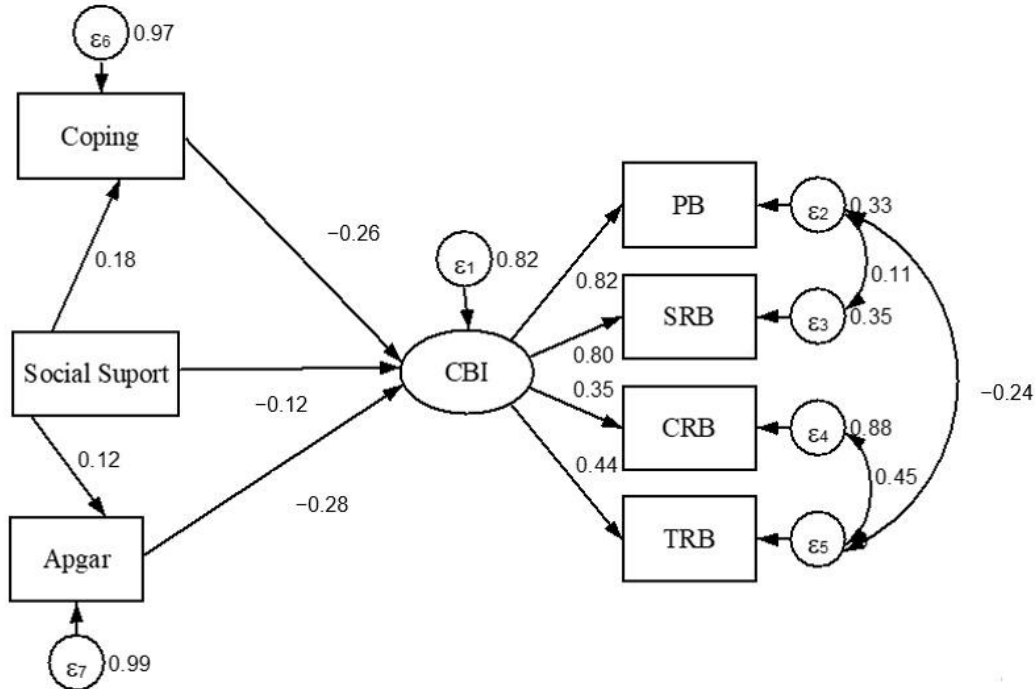 ε6 0.97
Coping
0.18
−0.26
Social Suport
−0.12
0.12
−0.28
Apgar
ε7 0.99
ε1 0.82
CBI
0.82
0.80
0.35
0.44
PB
ε2 0.33
0.11
SRB
ε3 0.35
−0.24
CRB
ε4 0.88
0.45
TRB
ε5